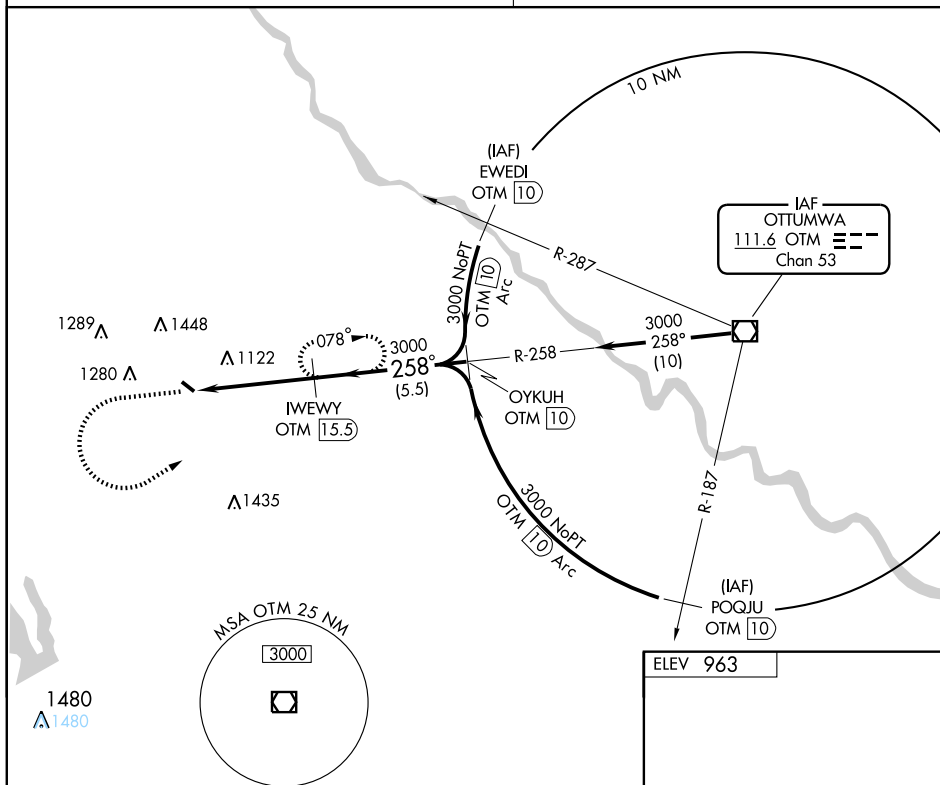 10 NM
(IAF)
EWEDI
OTM 10
IAF
OTTUMWA
111.6 OTM
Chan 53
R-287
3000 NoPT
OTM 10
Arc
1289
1448
078°
3000
258°
(5.5)
R-258
3000
258°
(10)
1122
1280
IWEWY
OTM 15.5
OYKUH
OTM 10
1435
3000 NoPT
OTM 10 Arc
R-187
(IAF)
POQJU
OTM 10
MSA OTM 25 NM
3000
ELEV 963
1480
1480